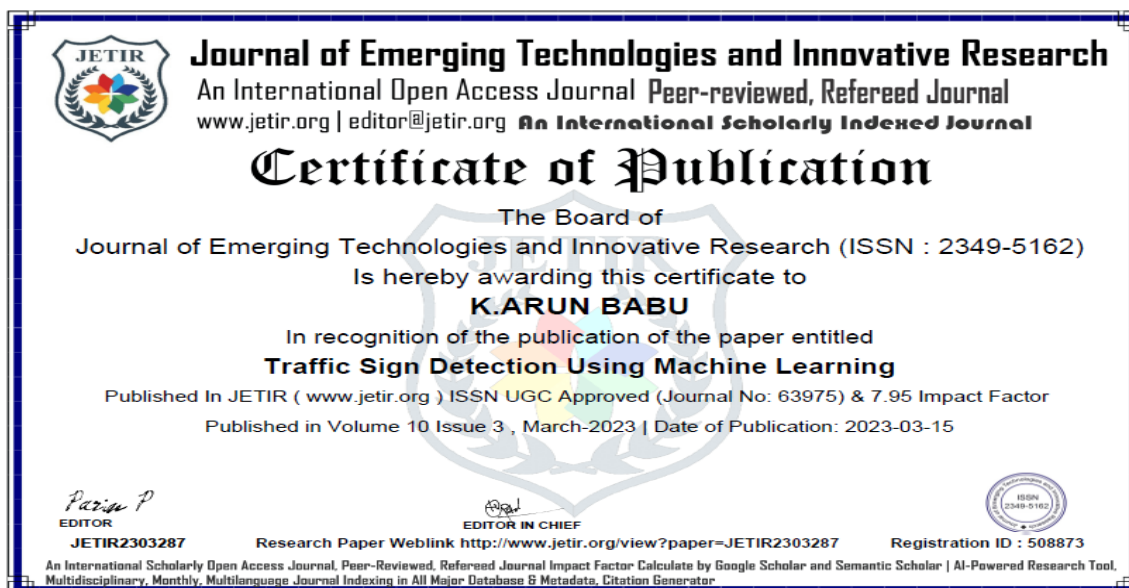 JETIR
Journal of Emerging Technologies and Innovative Research
An International Open Access Journal Peer-reviewed, Refereed Journal
www.jetir.org | editor@jetir.org An International Scholarly Indexed Journal
Certificate of Publication
The Board of
JETIR
Journal of Emerging Technologies and Innovative Research (ISSN : 2349-5162)
Is hereby awarding this certificate to
K.ARUN BABU
In recognition of the publication of the paper entitled
Traffic Sign Detection Using Machine Learning
Published In JETIR ( www.jetir.org ) ISSN UGC Approved (Journal No: 63975) & 7.95 Impact Factor
Published in Volume 10 Issue 3 , March-2023 | Date of Publication: 2023-03-15
EDITOR
EDITOR IN CHIEF
ISSN
2349-5162
JETIR2303287 Research Paper Weblink http://www.jetir.org/view?paper=JETIR2303287 Registration ID : 508873
An International Scholarly Open Access Journal, Peer-Reviewed, Refereed Journal Impact Factor Calculate by Google Scholar and Semantic Scholar | AI-Powered Research Tool,
Multidisciplinary, Monthly, Multilanguage Journal Indexing in All Major Database & Metadata, Citation Generator